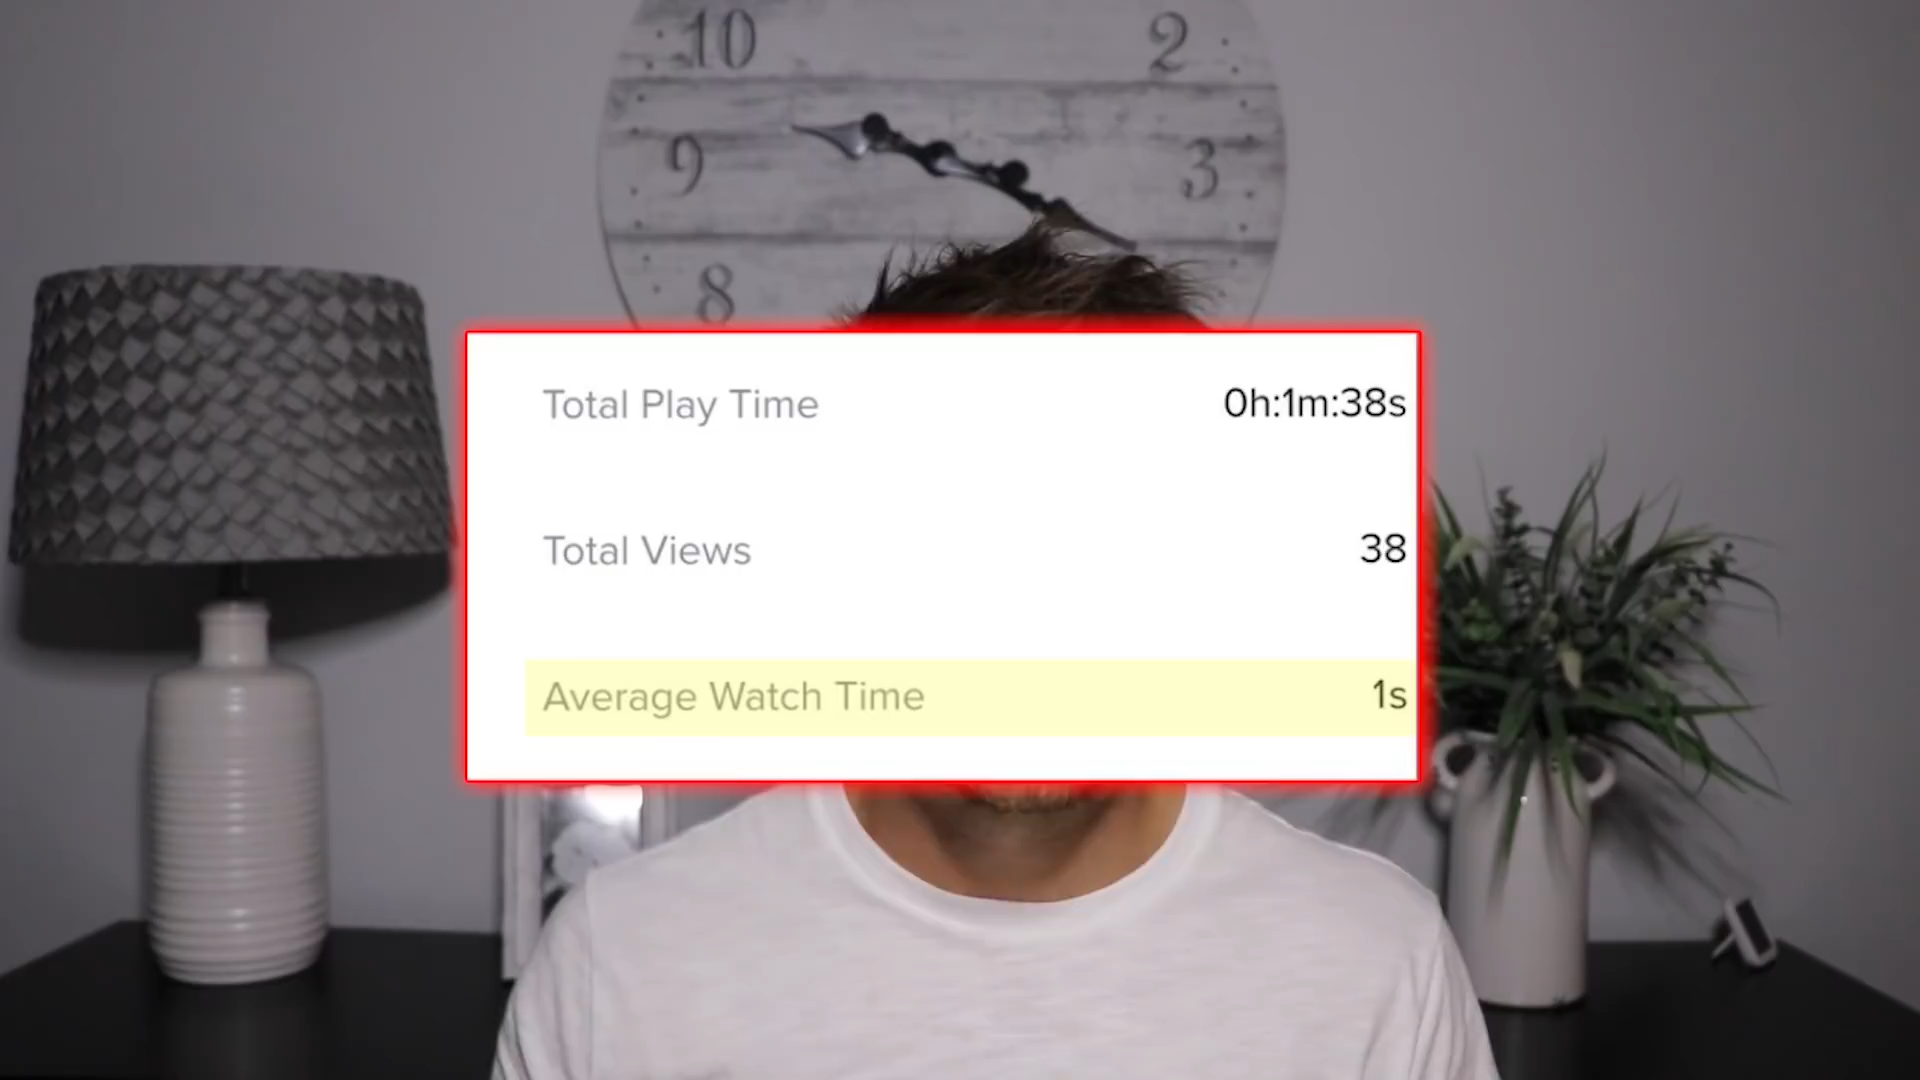 10 2
9 3
8
Total Play Time 0h:1m:38s
Total Views 38
Average Watch Time 1s